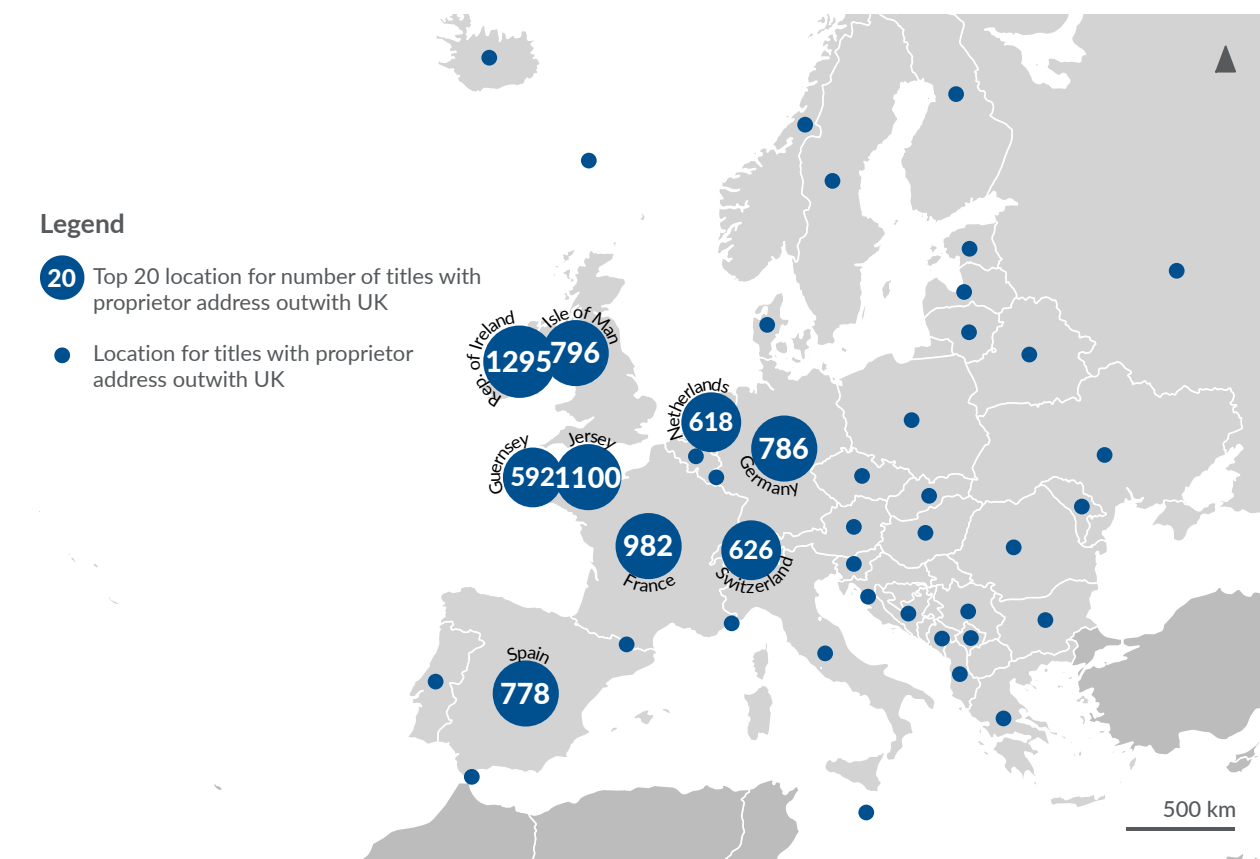 Legend
20
Top 20 location for number of titles with
proprietor address outwith UK
Location for titles with proprietor
address outwith UK
Rep. of Ireland
1295
Isle of Man
796
Netherlands
618
Germany
786
Guernsey
592
Jersey
1100
France
982
Switzerland
626
Spain
778
500 km